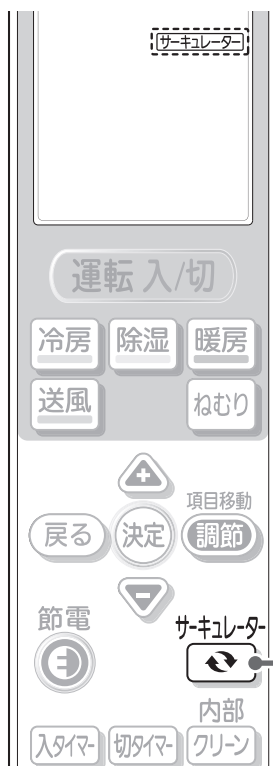 サーキュレーター
運転 入/切
冷房 除湿 暖房
送風 ねむり
項目移動
戻る 決定 調節
節電
サーキュレーター
内部
入タイマー 切タイマー クリーン